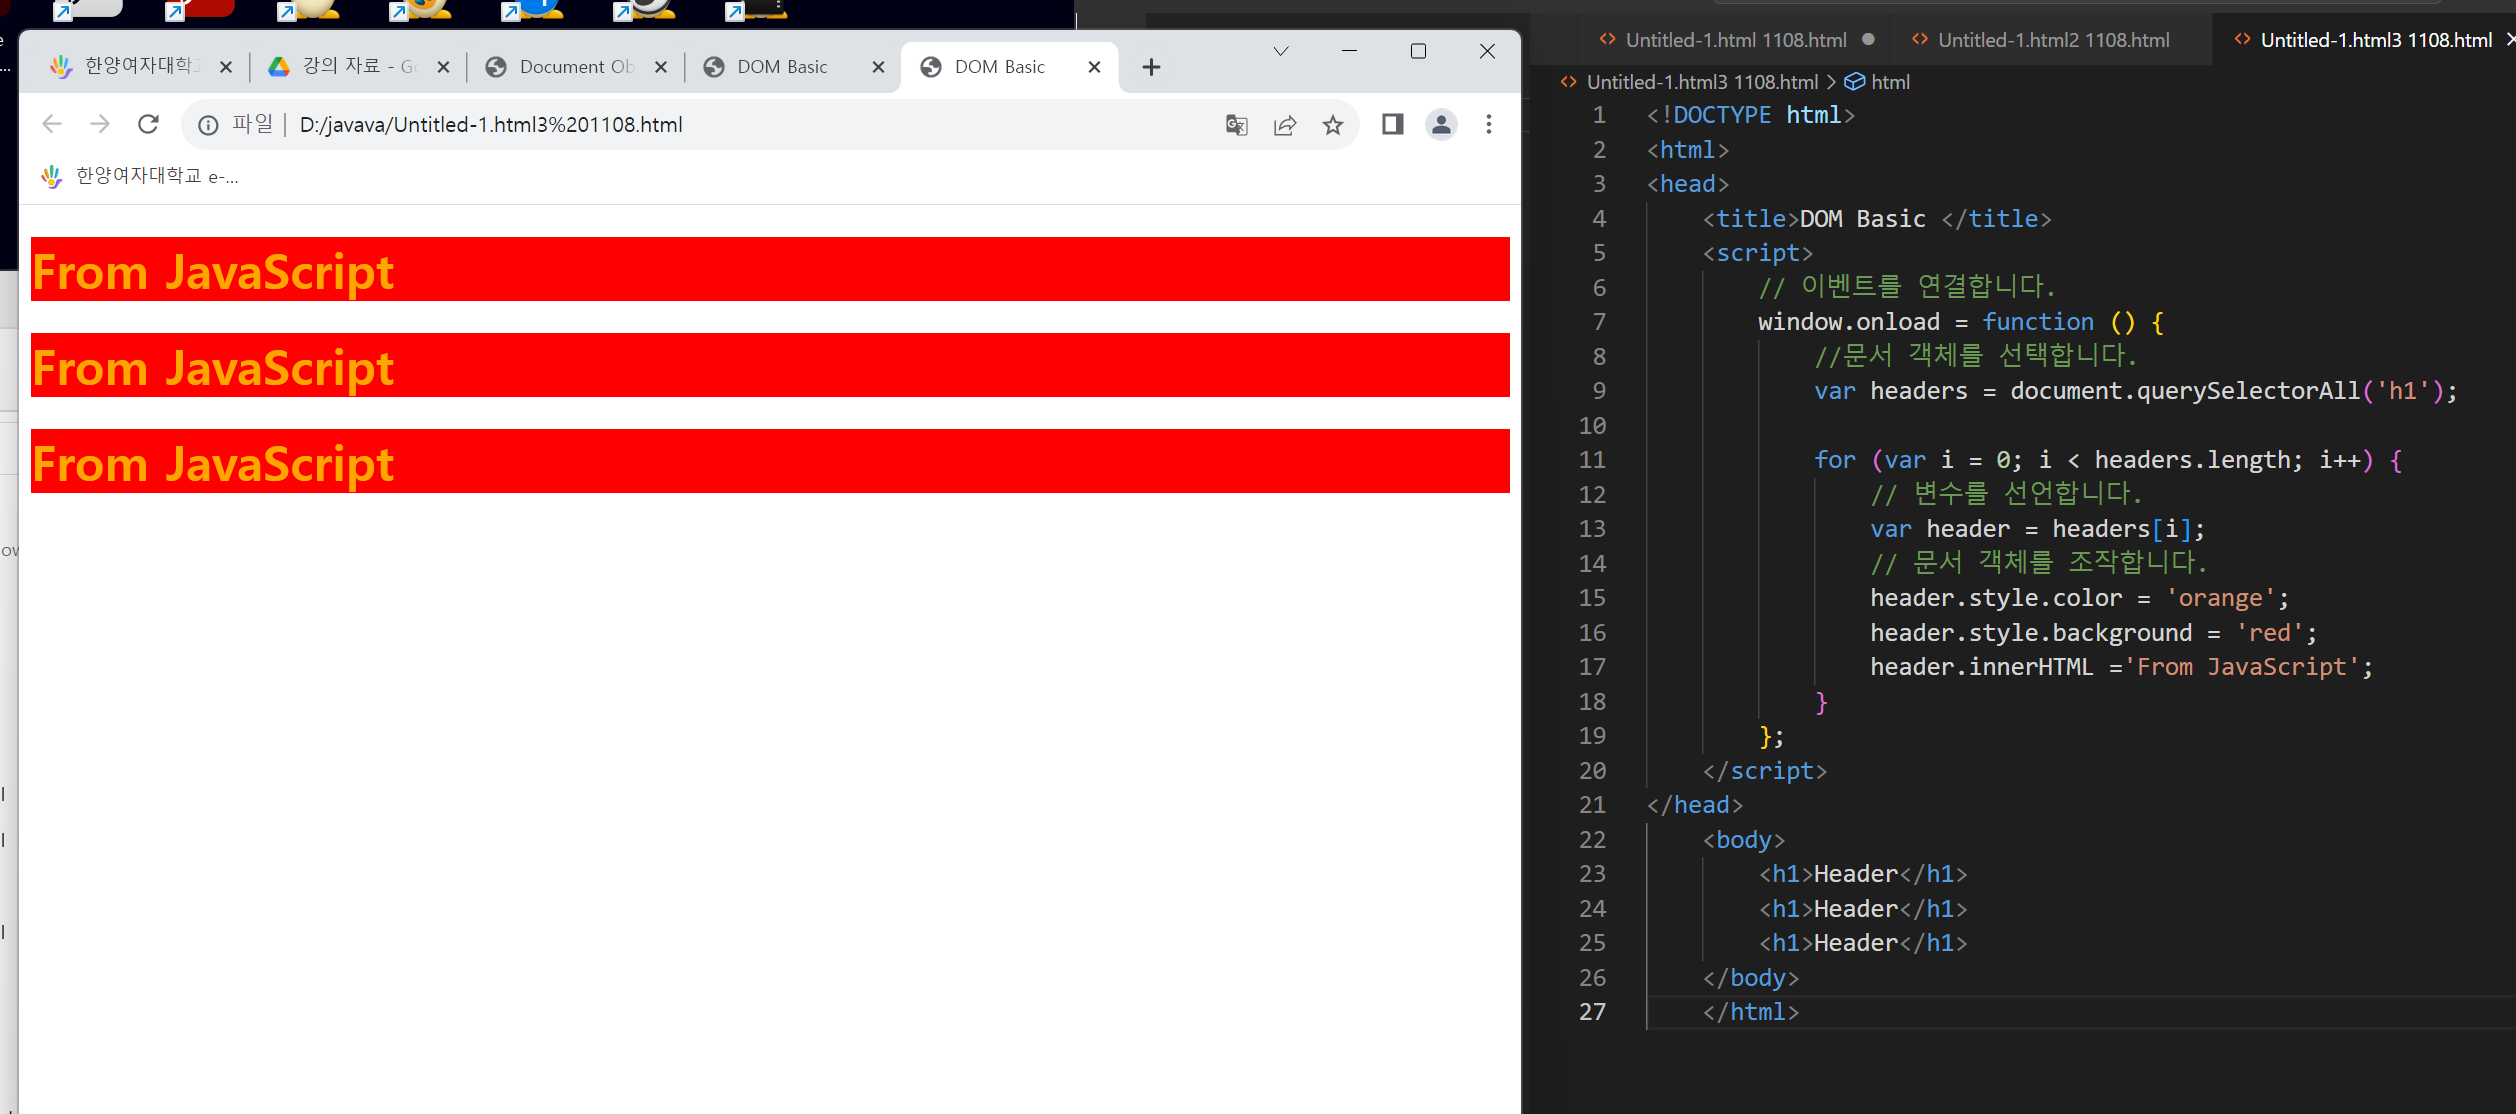 한양여자대학
강의 자료 - Go
Document Ob
DOM Basic
DOM Basic
파일
D:/javava/Untitled-1.html3%201108.html
한양여자대학교 e-...
From JavaScript
From JavaScript
From JavaScript
Untitled-1.html 1108.html
Untitled-1.html2 1108.html
Untitled-1.html3 1108.html
Untitled-1.html3 1108.html > html
1 <!DOCTYPE html>
2 <html>
3 <head>
4 <title>DOM Basic </title>
5 <script>
6 // 이벤트를 연결합니다.
7 window.onload = function () {
8 //문서 객체를 선택합니다.
9 var headers = document.querySelectorAll('h1');
10
11 for (var i = 0; i < headers.length; i++) {
12 // 변수를 선언합니다.
13 var header = headers[i];
14 // 문서 객체를 조작합니다.
15 header.style.color = 'orange';
16 header.style.background = 'red';
17 header.innerHTML ='From JavaScript';
18 }
19 };
20 </script>
21 </head>
22 <body>
23 <h1>Header</h1>
24 <h1>Header</h1>
25 <h1>Header</h1>
26 </body>
27 </html>